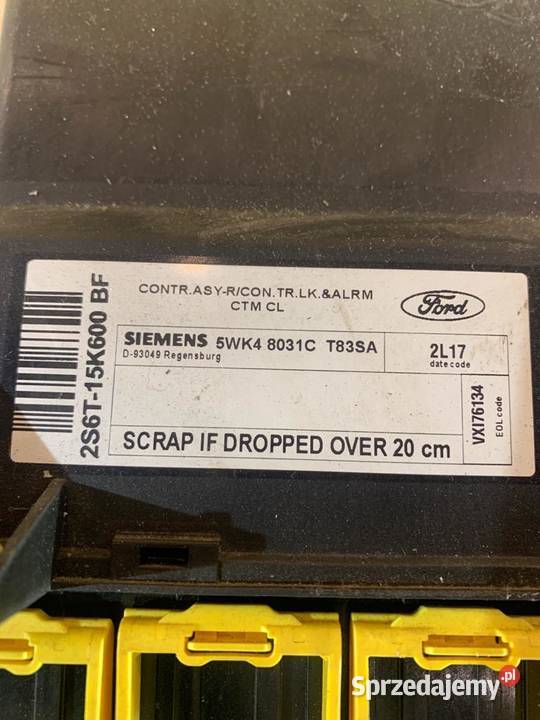 CONTR.ASY-R/CON.TR.LK.&ALRM
CTM CL
Ford
SIEMENS 5WK4 8031C T83SA
D-93049 Regensburg
2L17
date code
SCRAP IF DROPPED OVER 20 cm
2S6T-15K600 BF
VXI76134
EOL code
Sprzedajemy.pl